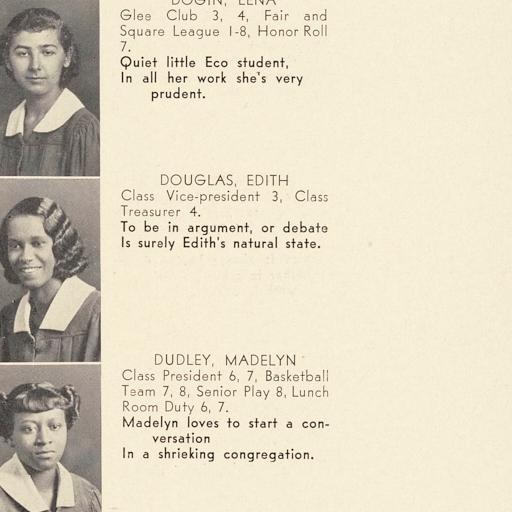 DOGIN, LENA
Glee Club 3, 4, Fair and
Square League 1-8, Honor Roll
7.
Quiet little Eco student,
In all her work she's very
prudent.
DOUGLAS, EDITH
Class Vice-president 3, Class
Treasurer 4.
To be in argument, or debate
Is surely Edith's natural state.
DUDLEY, MADELYN
Class President 6, 7, Basketball
Team 7, 8, Senior Play 8, Lunch
Room Duty 6, 7.
Madelyn loves to start a con-
versation
In a shrieking congregation.